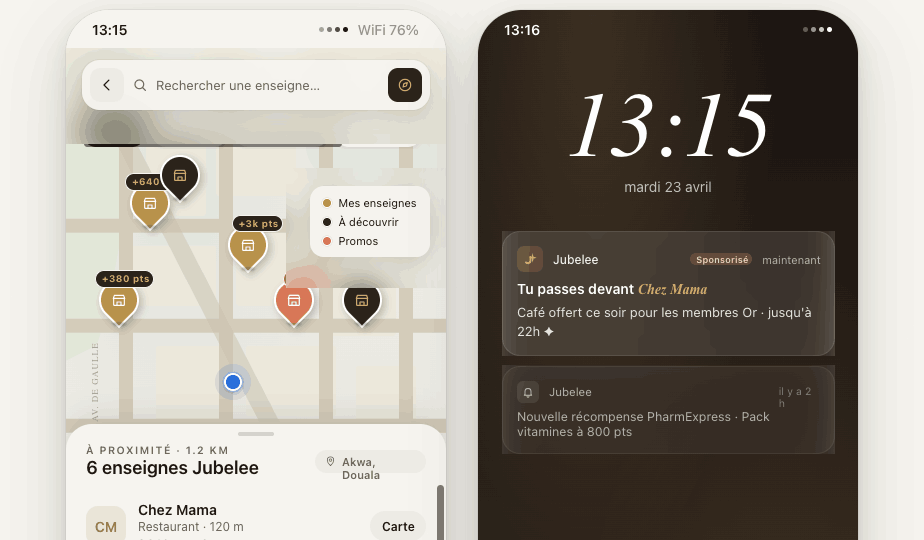 13:15
WiFi 76%
Rechercher une enseigne...
+640
+3k pts
+380 pts
Mes enseignes
À découvrir
Promos
AV. DE GAULLE
À PROXIMITÉ · 1.2 KM
6 enseignes Jubelee
Akwa,
Douala
CM
Chez Mama
Restaurant · 120 m
Carte
13:16
13:15
mardi 23 avril
Jubelee
Sponsorisé
maintenant
Tu passes devant Chez Mama
Café offert ce soir pour les membres Or · jusqu'à
22h ✦
Jubelee
il y a 2
h
Nouvelle récompense PharmExpress · Pack
vitamines à 800 pts